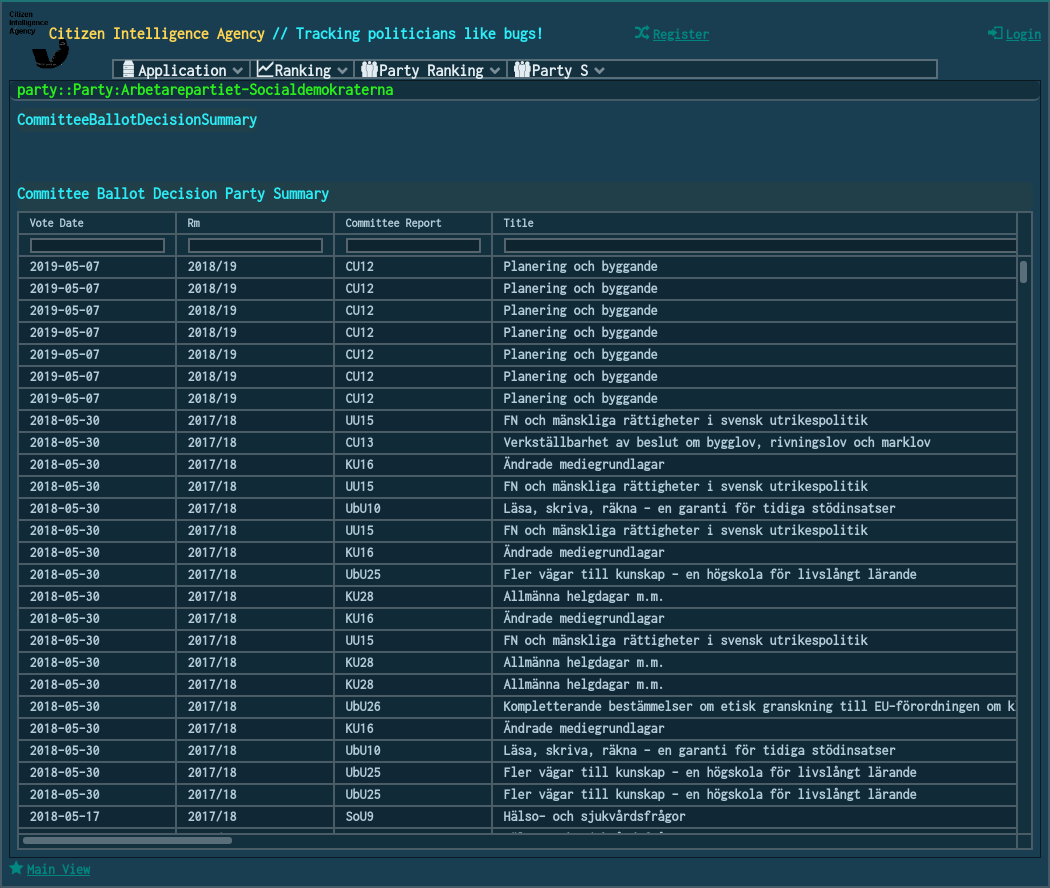 Citizen
Intelligence
Agency
Citizen Intelligence Agency // Tracking politicians like bugs!
Register
Login
Application Ranking Party Ranking Party S
party::Party:Arbetarepartiet-Socialdemokraterna
CommitteeBallotDecisionSummary
Committee Ballot Decision Party Summary
Vote Date Rm Committee Report Title
2019-05-07 2018/19 CU12 Planering och byggande
2019-05-07 2018/19 CU12 Planering och byggande
2019-05-07 2018/19 CU12 Planering och byggande
2019-05-07 2018/19 CU12 Planering och byggande
2019-05-07 2018/19 CU12 Planering och byggande
2019-05-07 2018/19 CU12 Planering och byggande
2019-05-07 2018/19 CU12 Planering och byggande
2018-05-30 2017/18 UU15 FN och mänskliga rättigheter i svensk utrikespolitik
2018-05-30 2017/18 CU13 Verkställbarhet av beslut om bygglov, rivningslov och marklov
2018-05-30 2017/18 KU16 Ändrade mediegrundlagar
2018-05-30 2017/18 UU15 FN och mänskliga rättigheter i svensk utrikespolitik
2018-05-30 2017/18 UbU10 Läsa, skriva, räkna - en garanti för tidiga stödinsatser
2018-05-30 2017/18 UU15 FN och mänskliga rättigheter i svensk utrikespolitik
2018-05-30 2017/18 KU16 Ändrade mediegrundlagar
2018-05-30 2017/18 UbU25 Fler vägar till kunskap - en högskola för livslångt lärande
2018-05-30 2017/18 KU28 Allmänna helgdagar m.m.
2018-05-30 2017/18 KU16 Ändrade mediegrundlagar
2018-05-30 2017/18 UU15 FN och mänskliga rättigheter i svensk utrikespolitik
2018-05-30 2017/18 KU28 Allmänna helgdagar m.m.
2018-05-30 2017/18 KU28 Allmänna helgdagar m.m.
2018-05-30 2017/18 UbU26 Kompletterande bestämmelser om etisk granskning till EU-förordningen om k
2018-05-30 2017/18 KU16 Ändrade mediegrundlagar
2018-05-30 2017/18 UbU10 Läsa, skriva, räkna - en garanti för tidiga stödinsatser
2018-05-30 2017/18 UbU25 Fler vägar till kunskap - en högskola för livslångt lärande
2018-05-30 2017/18 UbU25 Fler vägar till kunskap - en högskola för livslångt lärande
2018-05-17 2017/18 SoU9 Hälso- och sjukvårdsfrågor
Main View